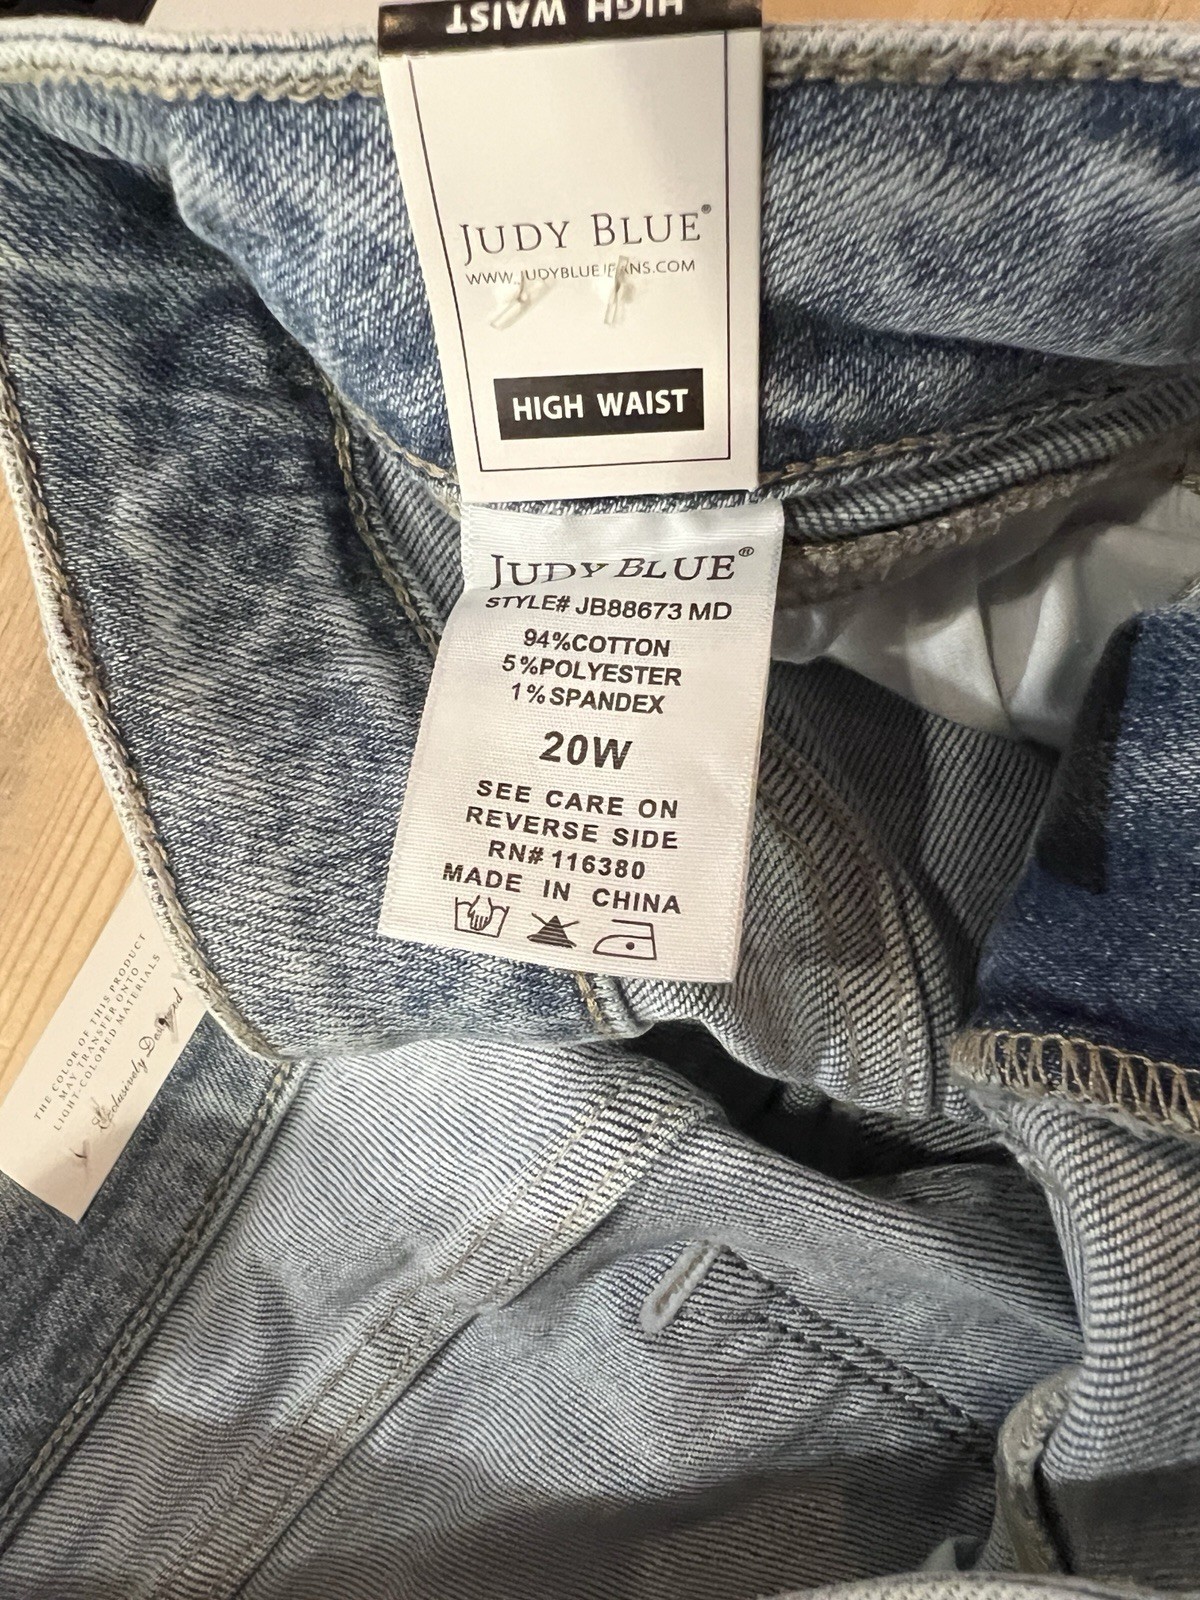 HIGH WAIST
JUDY BLUE®
WWW.JUDYBLUEJEANS.COM
HIGH WAIST
JUDY BLUE®
STYLE# JB88673 MD
94%COTTON
5%POLYESTER
1%SPANDEX
20W
SEE CARE ON
REVERSE SIDE
RN# 116380
MADE IN CHINA
THE COLOR OF THIS PRODUCT
MAY TRANSFER ONTO
LIGHT-COLORED MATERIALS
Exclusively Designed